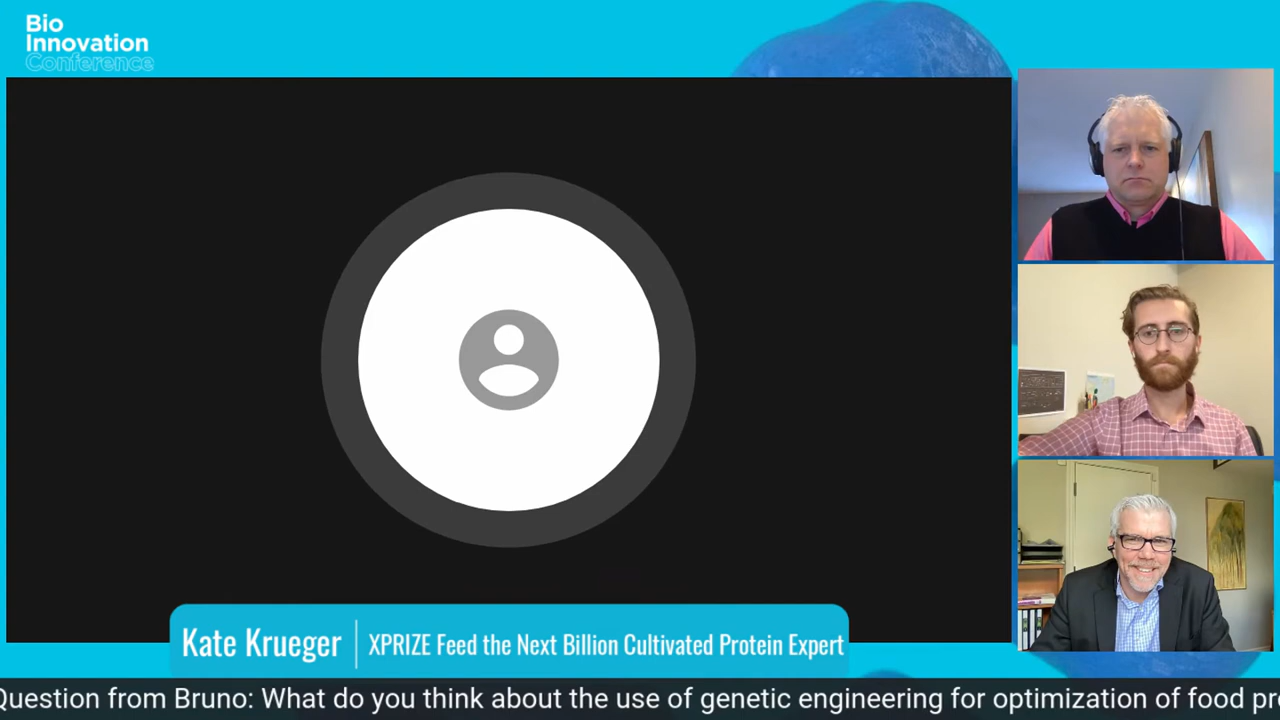 Bio
Innovation
Conference
Kate Krueger
XPRIZE Feed the Next Billion Cultivated Protein Expert
Question from Bruno: What do you think about the use of genetic engineering for optimization of food pr